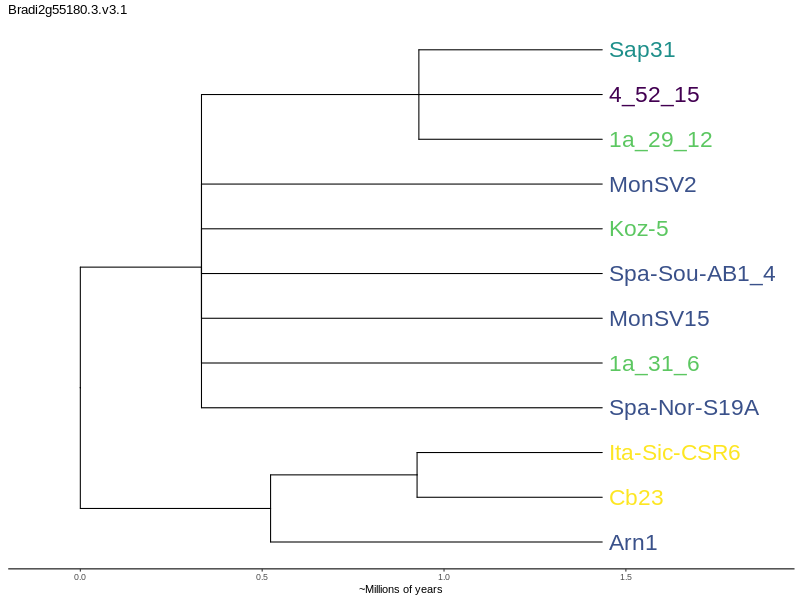 Bradi2g55180.3.v3.1
Sap31
4_52_15
1a_29_12
MonSV2
Koz-5
Spa-Sou-AB1_4
MonSV15
1a_31_6
Spa-Nor-S19A
Ita-Sic-CSR6
Cb23
Arn1
0.0 0.5 1.0 1.5
~Millions of years